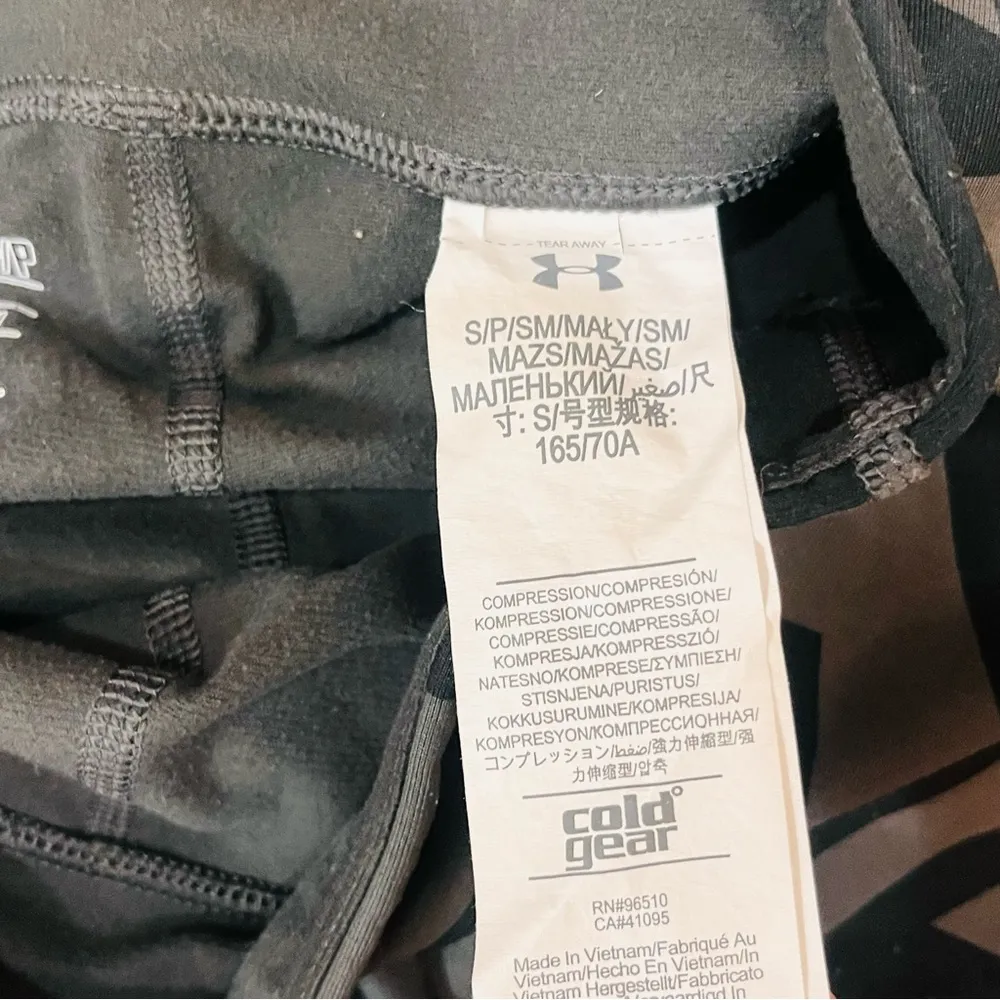 TEAR AWAY
S/P/SM/MAŁY/SM/
MAZS/MAŽAS/
МАЛЕНЬКИЙ/صغير/尺
寸: S/号型规格:
165/70A
COMPRESSION/COMPRESIÓN/
KOMPRESSION/COMPRESSIONE/
COMPRESSIE/COMPRESSÃO/
KOMPRESJA/KOMPRESSZIÓ/
NATESNO/KOMPRESE/ΣΥΜΠΙΕΣΗ/
STISNJENA/PURISTUS/
KOKKUSURUMINE/KOMPRESIJA/
KOMPRESYON/КОМПРЕССИОННАЯ/
コンプレッション/ضغط/強力伸縮型/强
力伸缩型/압축
cold
gear
RN#96510
CA#41095
Made In Vietnam/Fabriqué Au
Vietnam/Hecho En Vietnam/In
Vietnam Hergestellt/Fabbricato